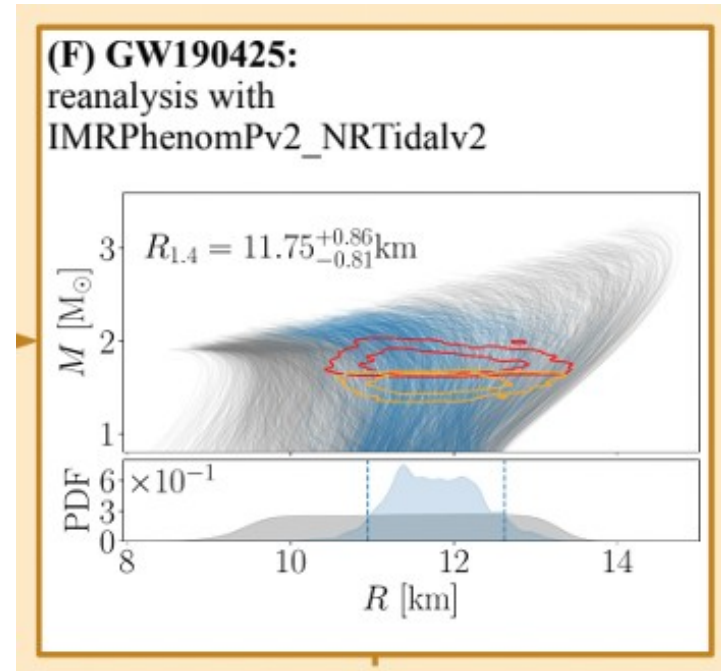 (F) GW190425:
reanalysis with
IMRPhenomPv2_NRTidalv2
R₁.₄ = 11.75⁺⁰·⁸⁶₋₀.₈₁km
3
2
1
M [M⊙]
×10⁻¹
6
3
0
PDF
8 10 12 14
R [km]